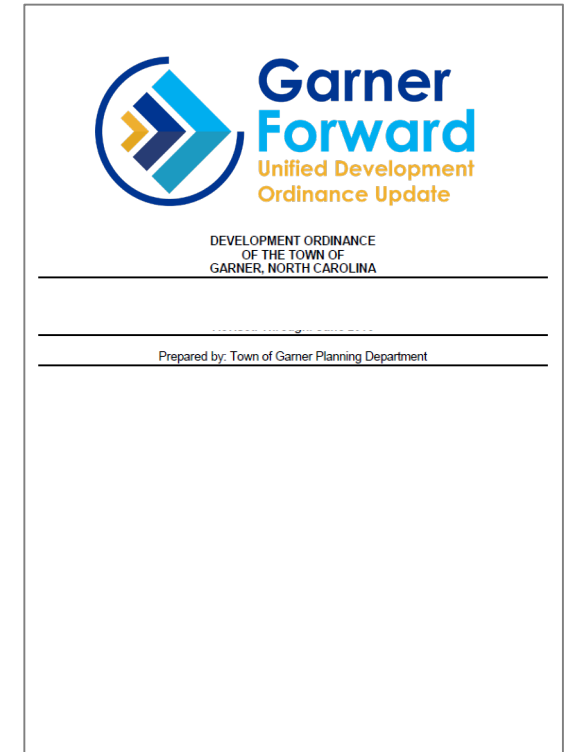 Garner
Forward
Unified Development
Ordinance Update
DEVELOPMENT ORDINANCE
OF THE TOWN OF
GARNER, NORTH CAROLINA
Prepared by: Town of Garner Planning Department